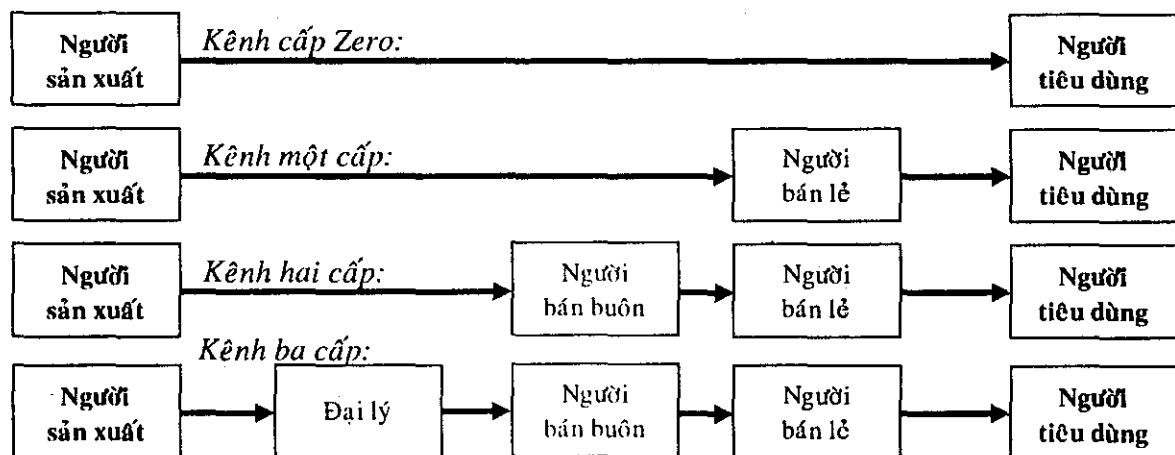 Người
sản xuất
Kênh cấp Zero:
Người
tiêu dùng
Người
sản xuất
Kênh một cấp:
Người
bán lẻ
Người
tiêu dùng
Người
sản xuất
Kênh hai cấp:
Người
bán buôn
Người
bán lẻ
Người
tiêu dùng
Kênh ba cấp:
Người
sản xuất
Đại lý
Người
bán buôn
Người
bán lẻ
Người
tiêu dùng